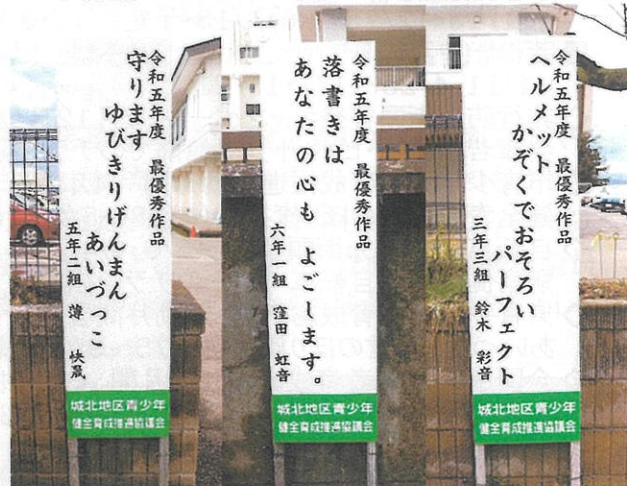 令和五年度 最優秀作品
ヘルメット
かぞくでおそろい
パーフェクト
三年三組 鈴木 彩音
城北地区青少年
健全育成推進協議会
令和五年度 最優秀作品
落書きは
あなたの心も よごします。
六年一組 窪田 虹音
城北地区青少年
健全育成推進協議会
令和五年度 最優秀作品
守ります
ゆびきりげんまん
あいづっこ
五年二組 薄 快晟
城北地区青少年
健全育成推進協議会